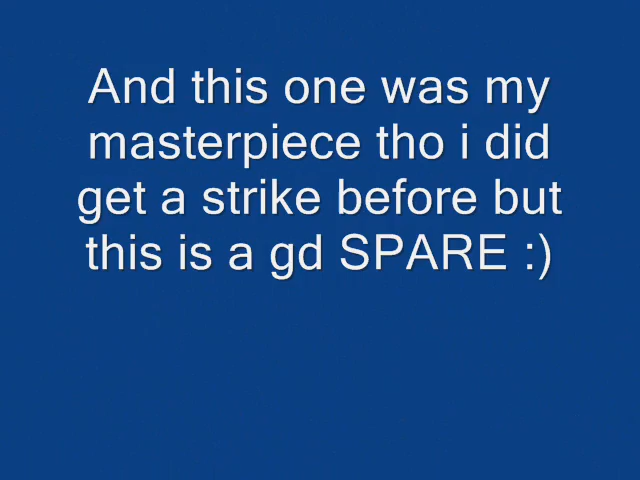 And this one was my
masterpiece tho i did
get a strike before but
this is a gd SPARE :)